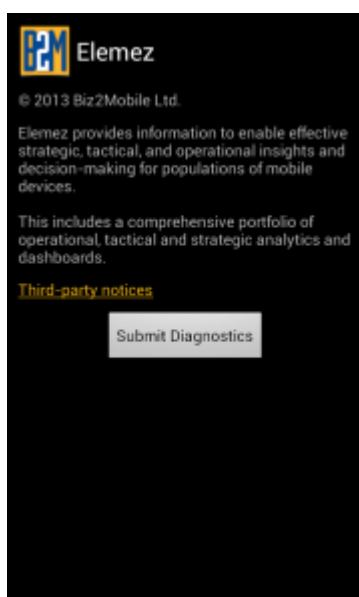 B2M Elemez
© 2013 Biz2Mobile Ltd.
Elemez provides information to enable effective
strategic, tactical, and operational insights and
decision-making for populations of mobile
devices.
This includes a comprehensive portfolio of
operational, tactical and strategic analytics and
dashboards.
Third-party notices
Submit Diagnostics